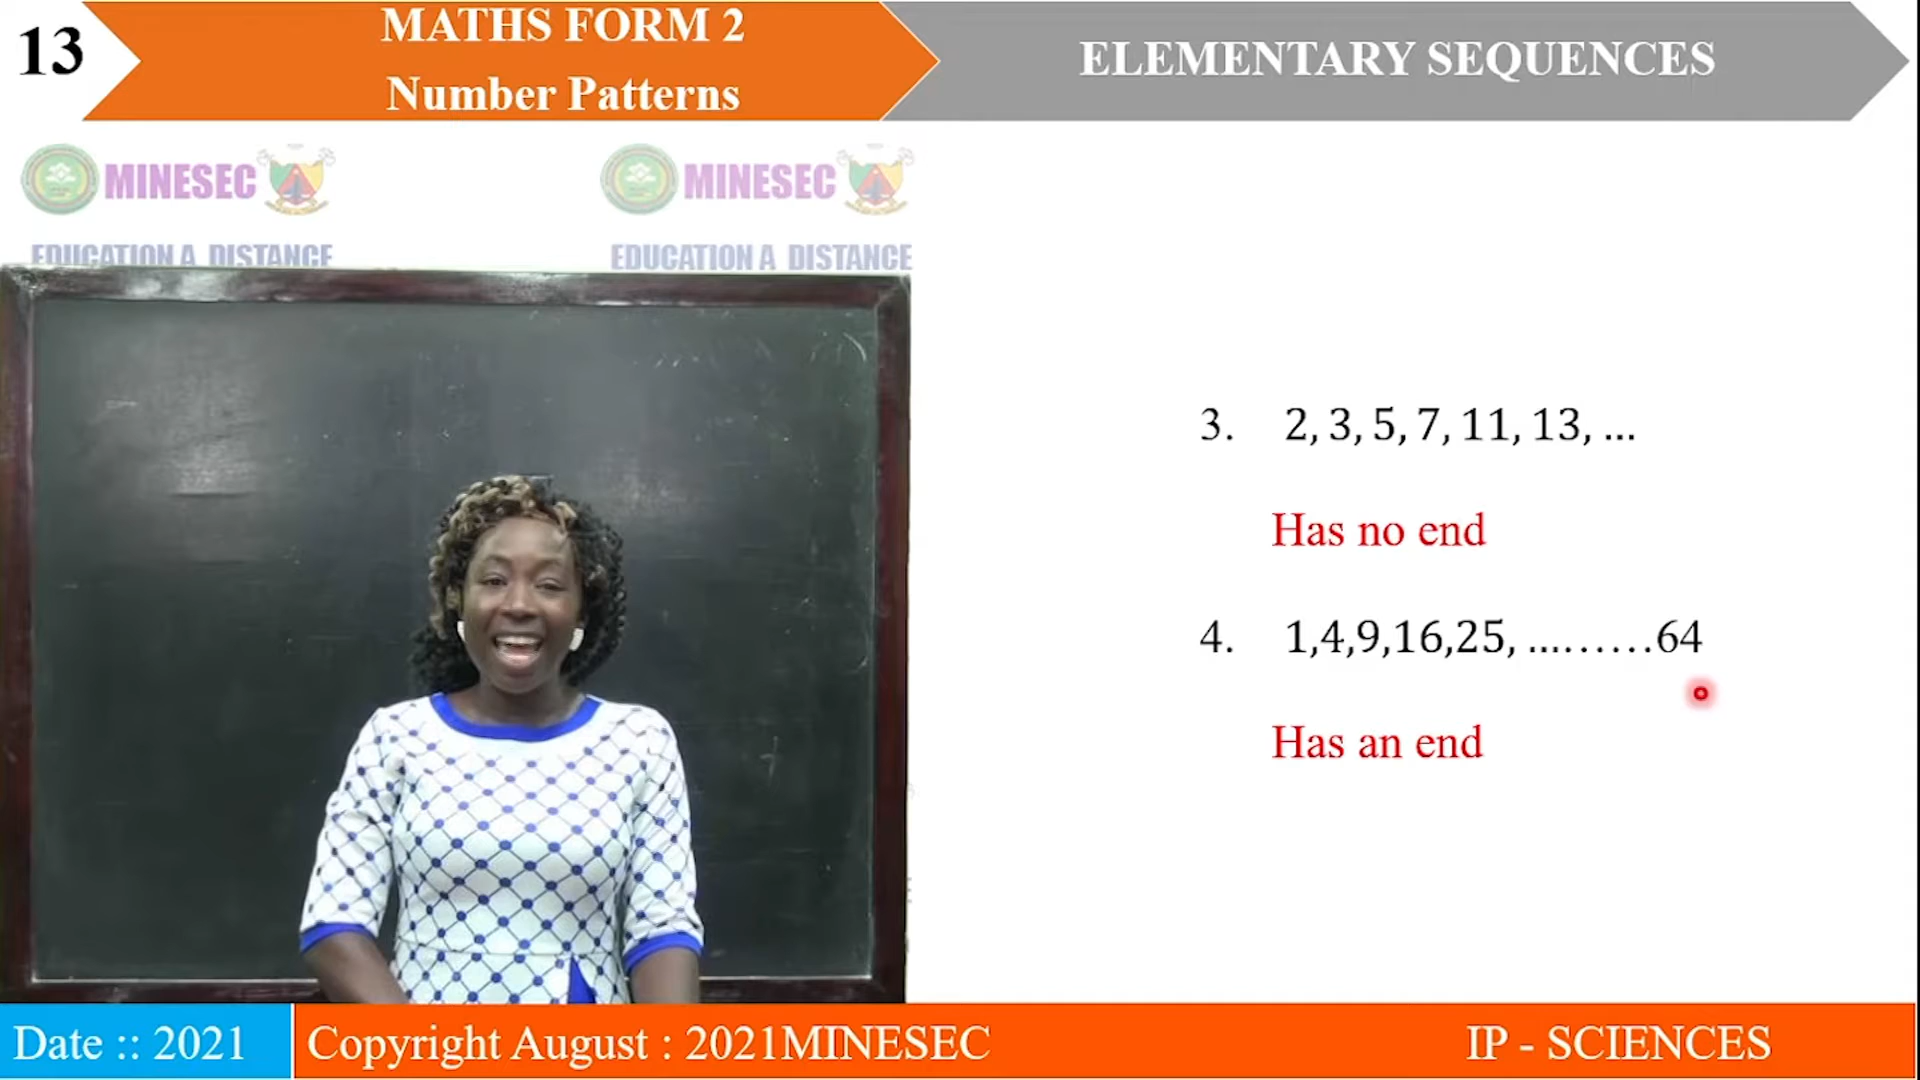 13
MATHS FORM 2
Number Patterns
ELEMENTARY SEQUENCES
MINESEC
MINESEC
EDUCATION A DISTANCE
EDUCATION A DISTANCE
3. 2, 3, 5, 7, 11, 13, ...
Has no end
4. 1,4,9,16,25, .........64
Has an end
Date :: 2021
Copyright August : 2021MINESEC
IP - SCIENCES